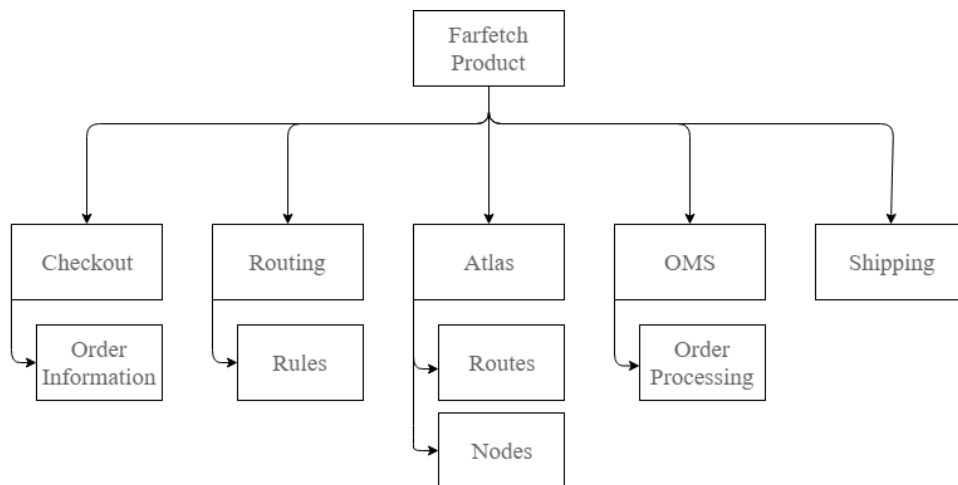 Farfetch
Product
Checkout
Routing
Atlas
OMS
Shipping
Order
Information
Rules
Routes
Order
Processing
Nodes